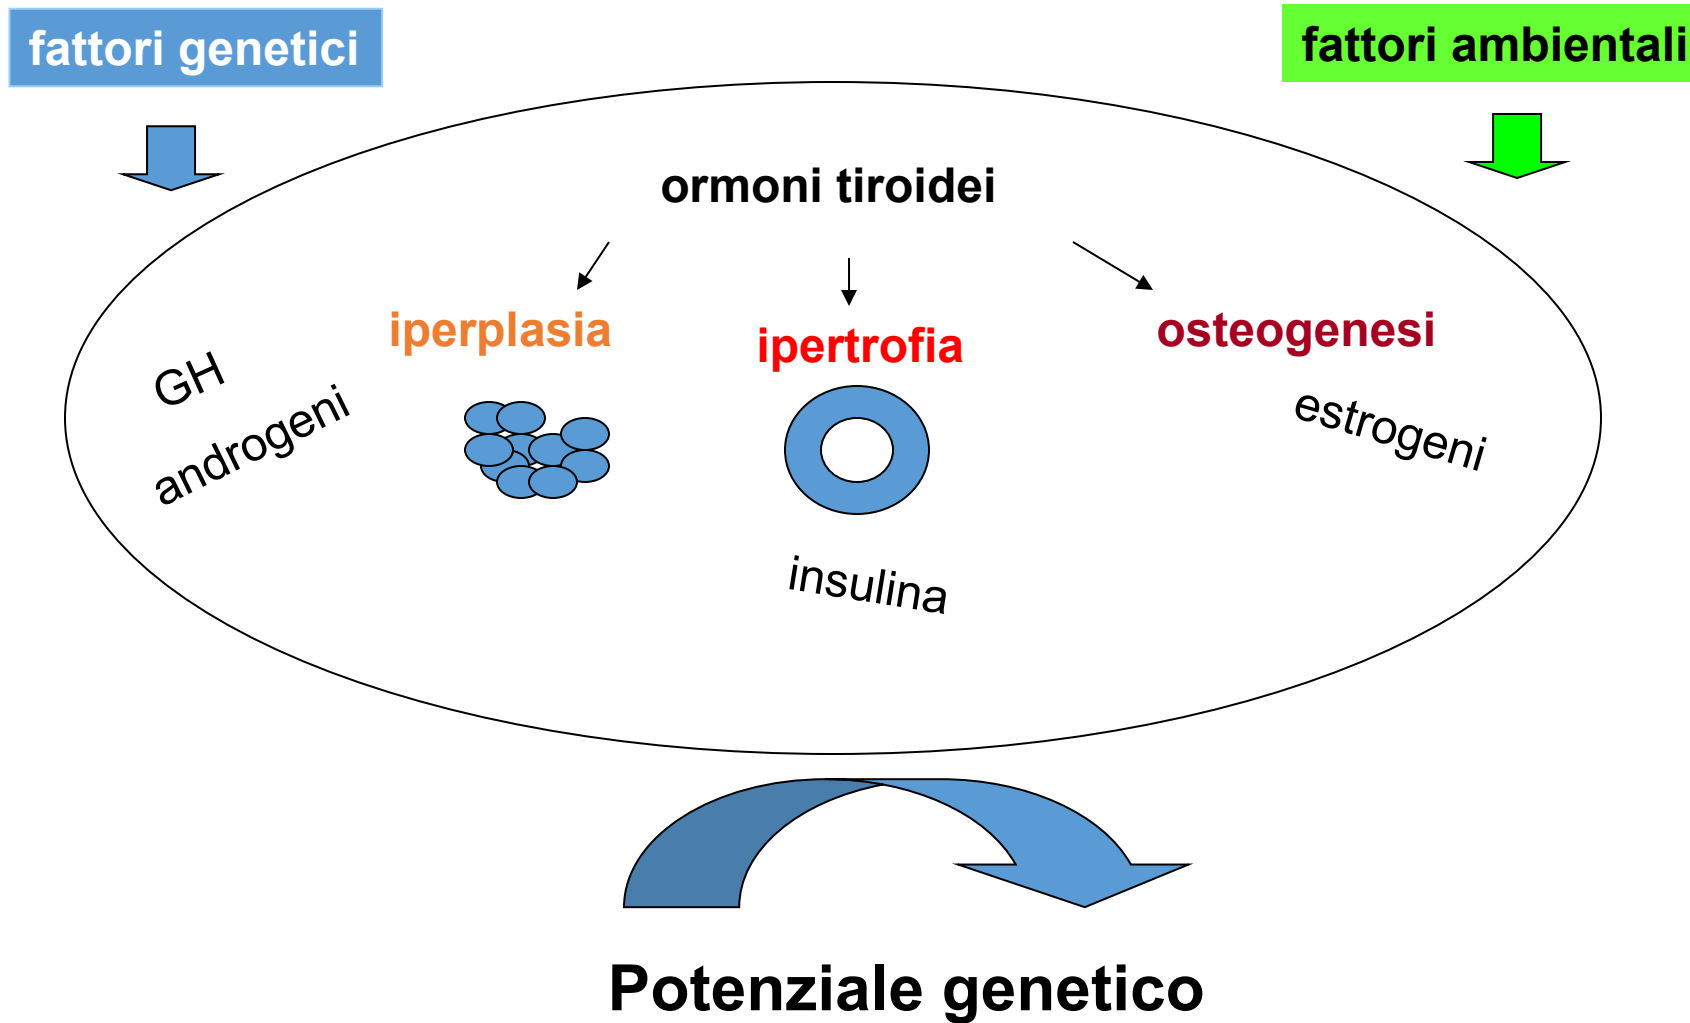 fattori genetici
fattori ambientali
ormoni tiroidei
iperplasia
ipertrofia
osteogenesi
GH
androgeni
estrogeni
insulina
Potenziale genetico